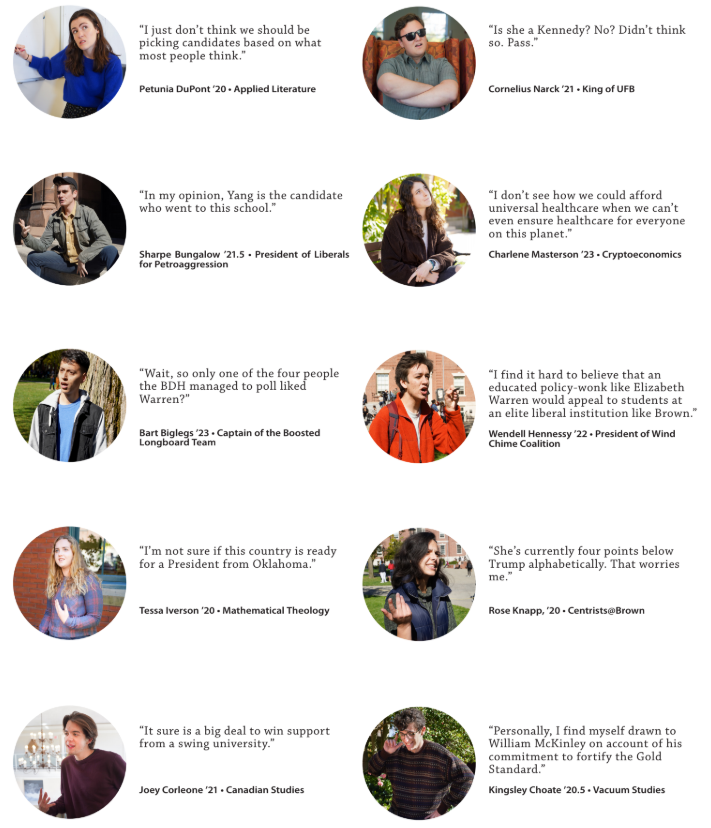 “I just don’t think we should be
picking candidates based on what
most people think.”
Petunia DuPont ’20 • Applied Literature
“Is she a Kennedy? No? Didn’t think
so. Pass.”
Cornelius Narck ’21 • King of UFB
“In my opinion, Yang is the candidate
who went to this school.”
Sharpe Bungalow ’21.5 • President of Liberals
for Petroaggression
“I don’t see how we could afford
universal healthcare when we can’t
even ensure healthcare for everyone
on this planet.”
Charlene Masterson ’23 • Cryptoeconomics
“Wait, so only one of the four people
the BDH managed to poll liked
Warren?”
Bart Biglegs ’23 • Captain of the Boosted
Longboard Team
“I find it hard to believe that an
educated policy-wonk like Elizabeth
Warren would appeal to students at
an elite liberal institution like Brown.”
Wendell Hennessy ’22 • President of Wind
Chime Coalition
“I’m not sure if this country is ready
for a President from Oklahoma.”
Tessa Iverson ’20 • Mathematical Theology
“She’s currently four points below
Trump alphabetically. That worries
me.”
Rose Knapp, ’20 • Centrists@Brown
“It sure is a big deal to win support
from a swing university.”
Joey Corleone ’21 • Canadian Studies
“Personally, I find myself drawn to
William McKinley on account of his
commitment to fortify the Gold
Standard.”
Kingsley Choate ’20.5 • Vacuum Studies